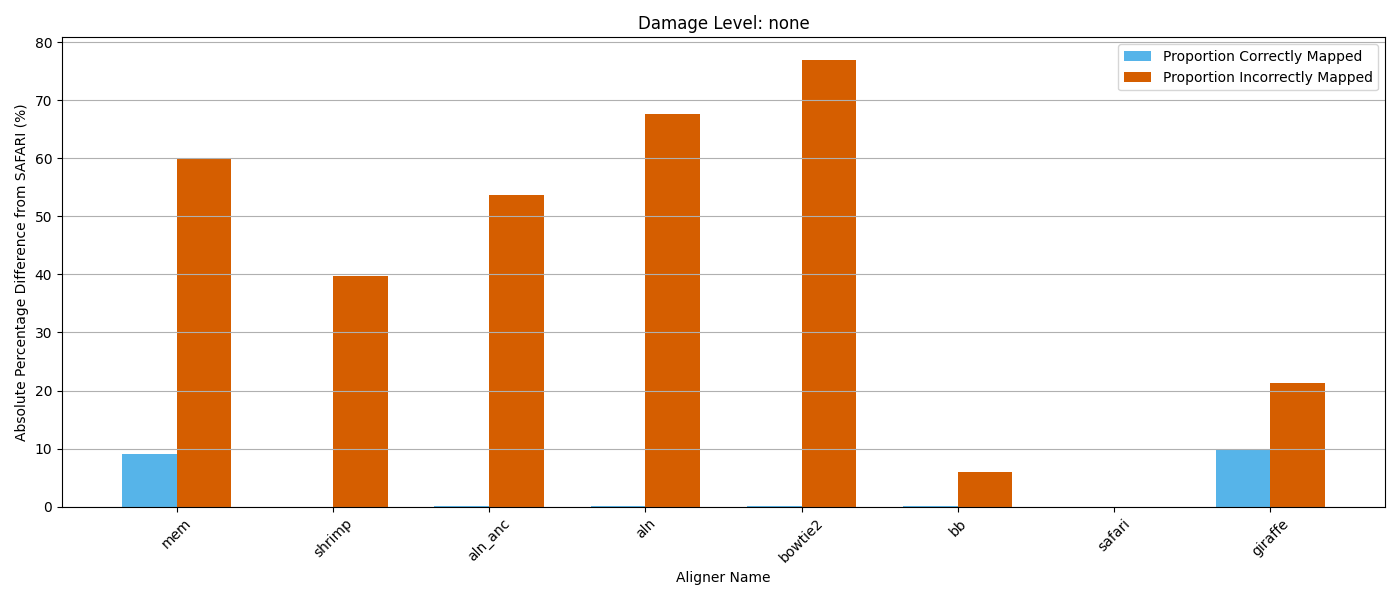 Damage Level: none
Proportion Correctly Mapped
Proportion Incorrectly Mapped
Absolute Percentage Difference from SAFARI (%)
80
70
60
50
40
30
20
10
0
mem
shrimp
aln_anc
aln
bowtie2
bb
safari
giraffe
Aligner Name